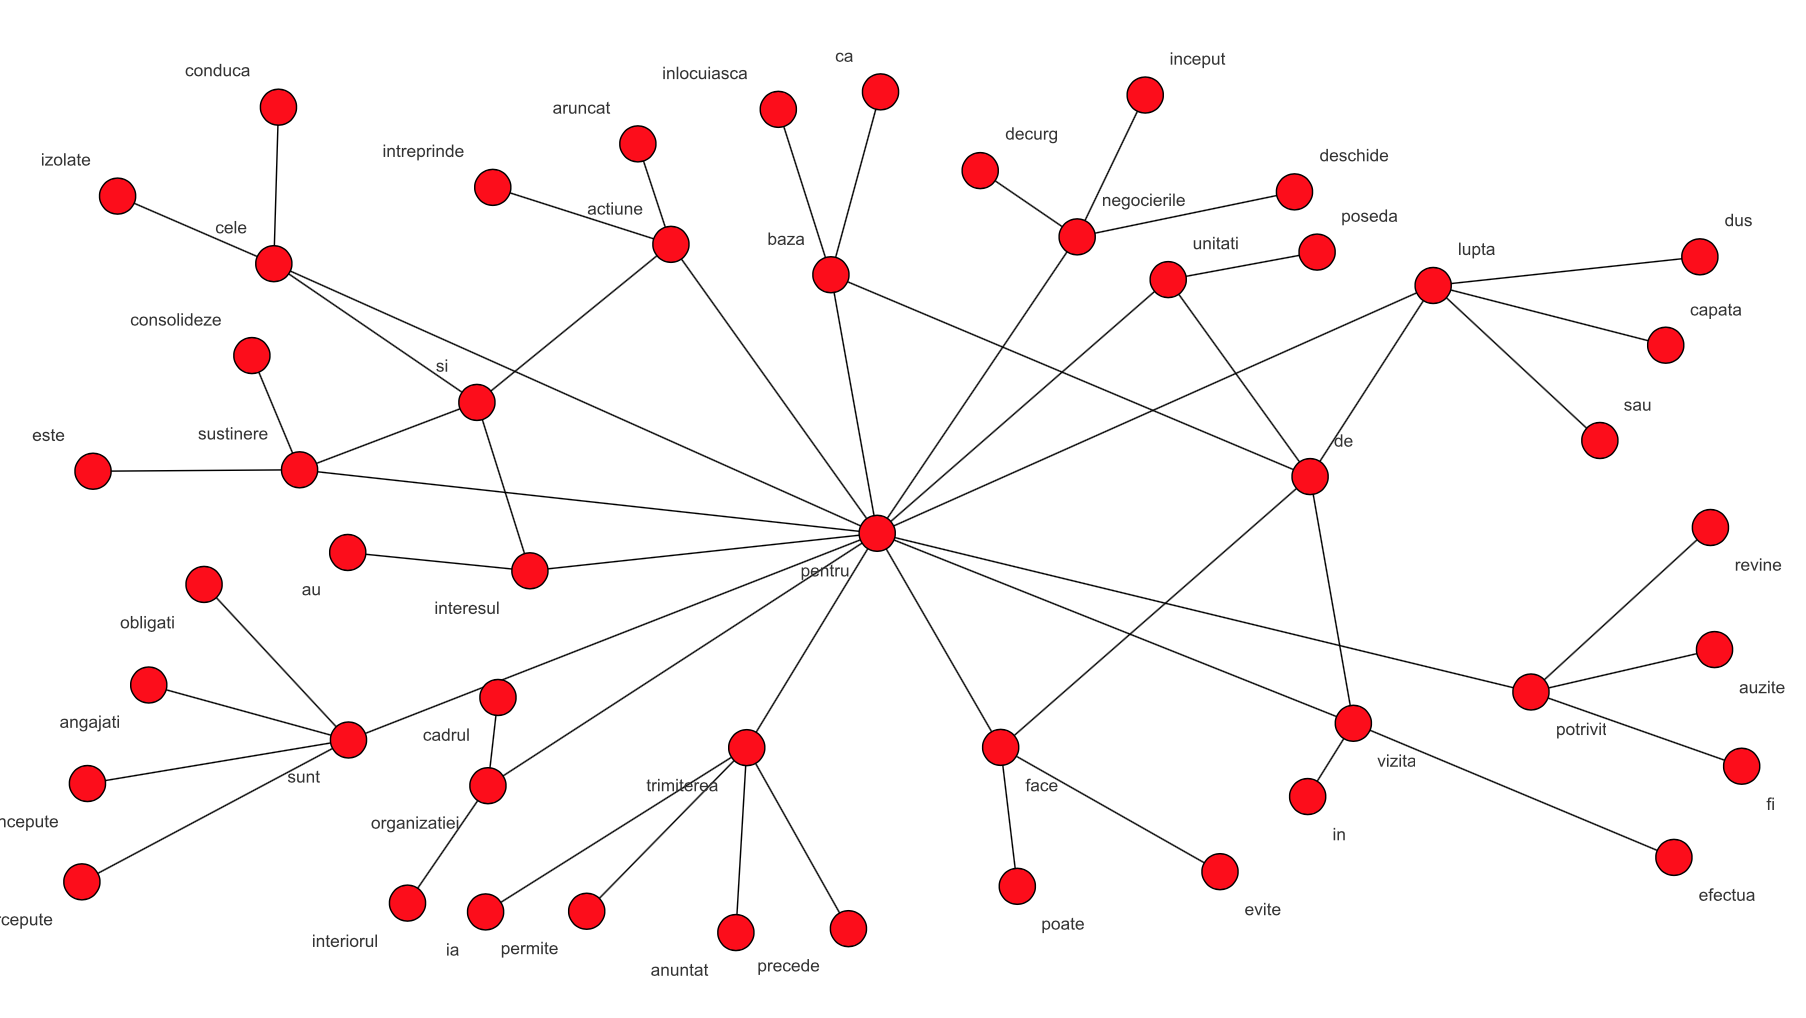 ca
inceput
conduca
inlocuiasca
aruncat
decurg
intreprinde
deschide
izolate
negocierile
actiune
poseda
dus
cele
baza
unitati
lupta
capata
consolideze
si
sau
este
sustinere
de
pentru
revine
au
interesul
obligati
auzite
angajati
cadrul
potrivit
sunt
trimiterea
face
vizita
fi
ncepute
organizatiei
in
efectua
rcepute
interiorul
ia
permite
evite
poate
anuntat
precede